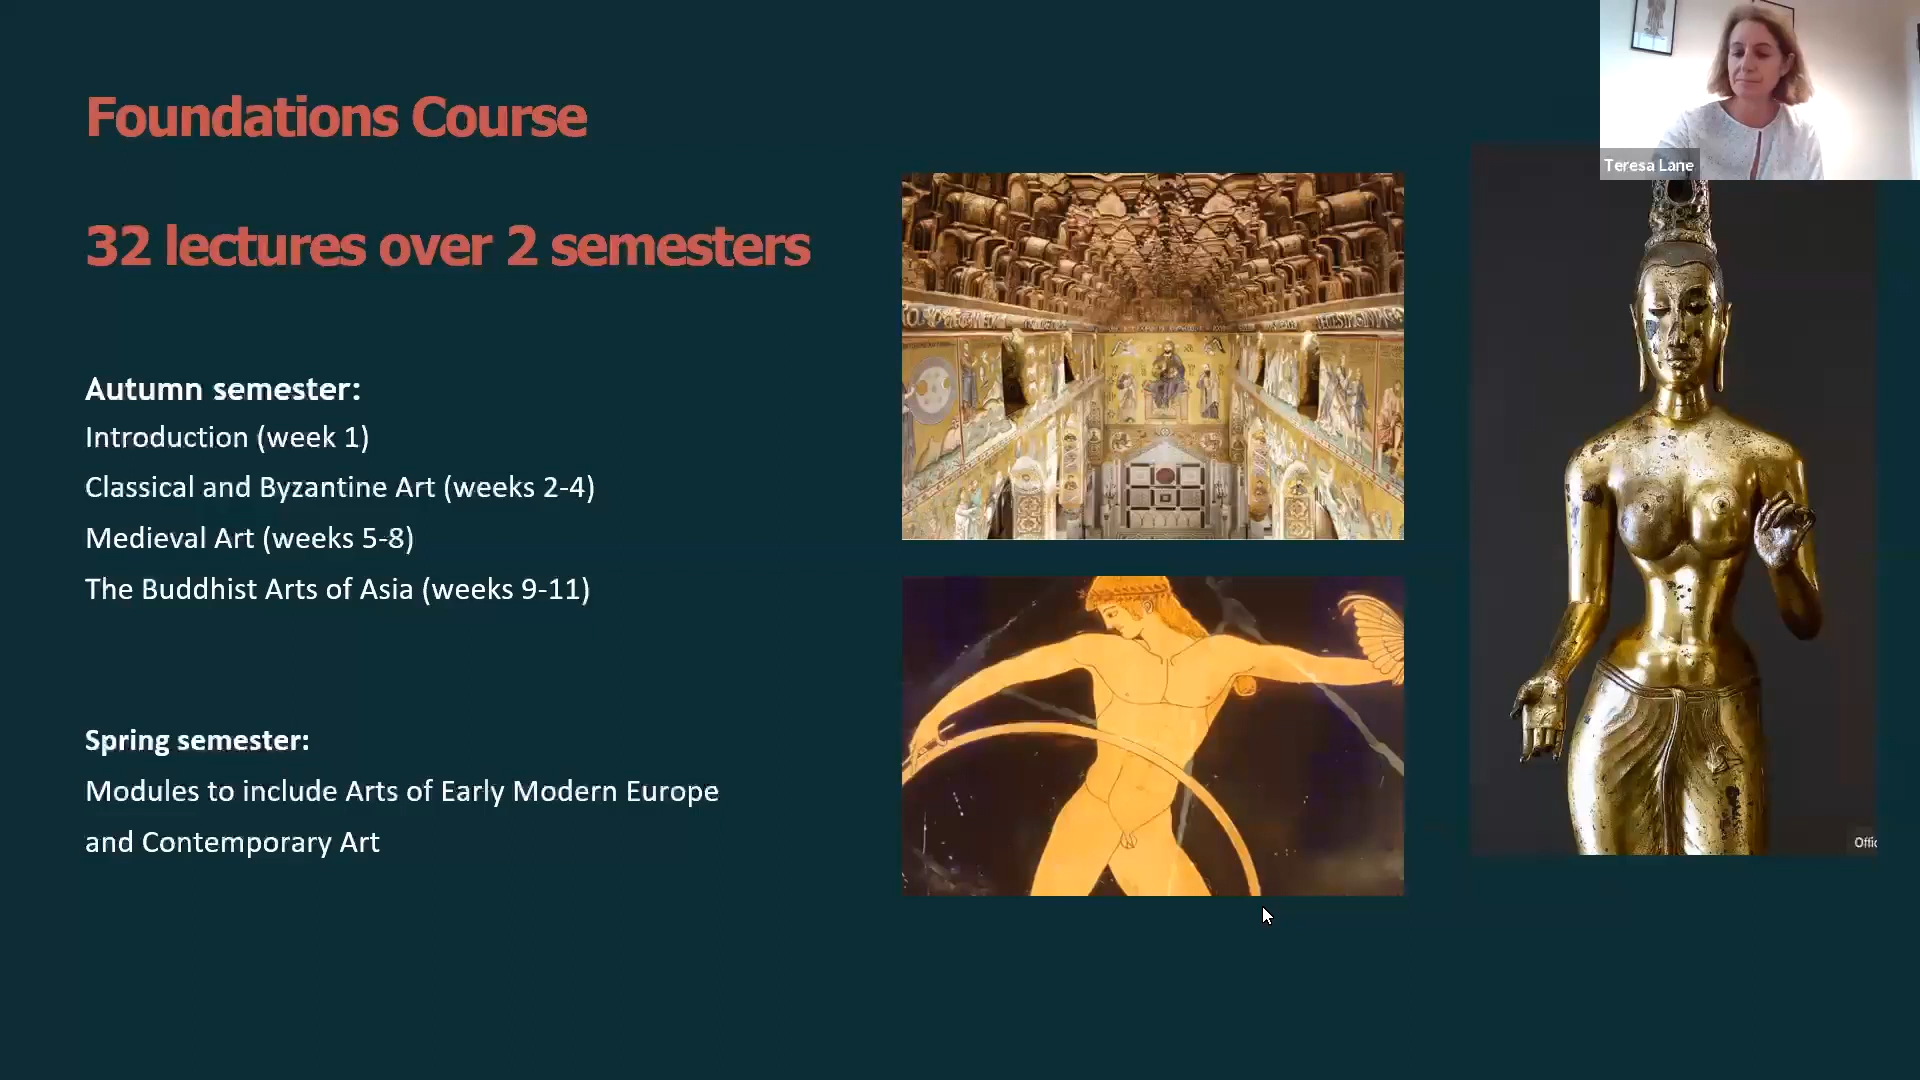 Foundations Course
32 lectures over 2 semesters
Autumn semester:
Introduction (week 1)
Classical and Byzantine Art (weeks 2-4)
Medieval Art (weeks 5-8)
The Buddhist Arts of Asia (weeks 9-11)
Spring semester:
Modules to include Arts of Early Modern Europe
and Contemporary Art
Teresa Lane
Offic